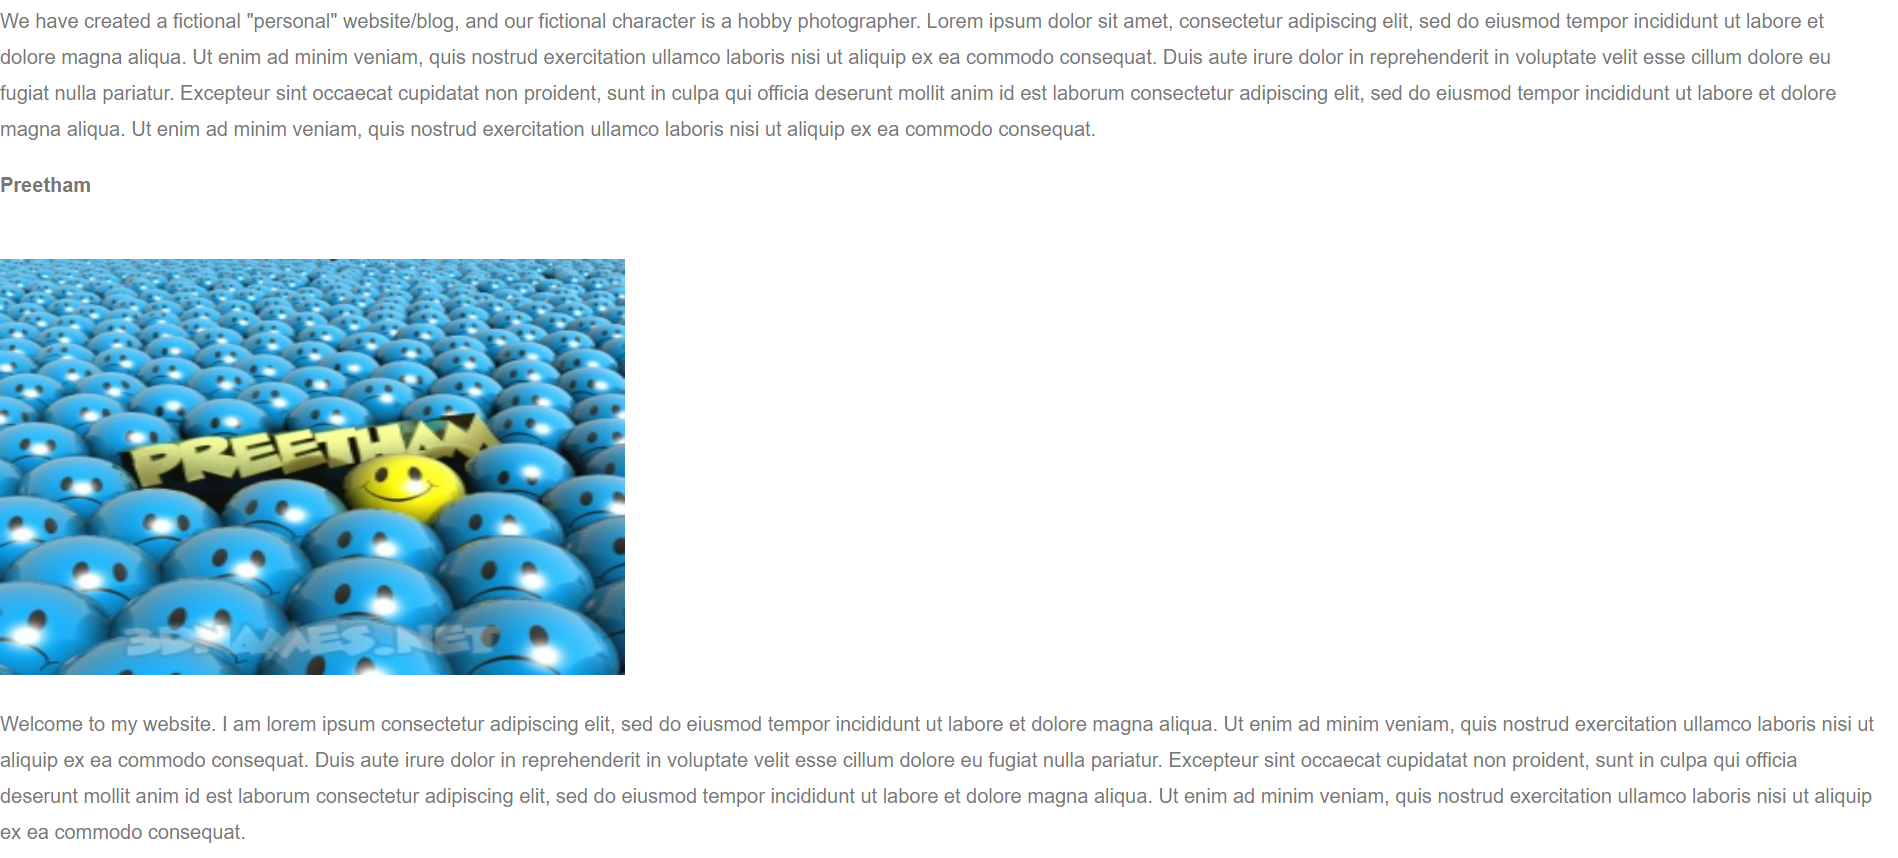 We have created a fictional "personal" website/blog, and our fictional character is a hobby photographer. Lorem ipsum dolor sit amet, consectetur adipiscing elit, sed do eiusmod tempor incididunt ut labore et
dolore magna aliqua. Ut enim ad minim veniam, quis nostrud exercitation ullamco laboris nisi ut aliquip ex ea commodo consequat. Duis aute irure dolor in reprehenderit in voluptate velit esse cillum dolore eu
fugiat nulla pariatur. Excepteur sint occaecat cupidatat non proident, sunt in culpa qui officia deserunt mollit anim id est laborum consectetur adipiscing elit, sed do eiusmod tempor incididunt ut labore et dolore
magna aliqua. Ut enim ad minim veniam, quis nostrud exercitation ullamco laboris nisi ut aliquip ex ea commodo consequat.
Preetham
PREETHAM
3DNAMES.NET
Welcome to my website. I am lorem ipsum consectetur adipiscing elit, sed do eiusmod tempor incididunt ut labore et dolore magna aliqua. Ut enim ad minim veniam, quis nostrud exercitation ullamco laboris nisi ut
aliquip ex ea commodo consequat. Duis aute irure dolor in reprehenderit in voluptate velit esse cillum dolore eu fugiat nulla pariatur. Excepteur sint occaecat cupidatat non proident, sunt in culpa qui officia
deserunt mollit anim id est laborum consectetur adipiscing elit, sed do eiusmod tempor incididunt ut labore et dolore magna aliqua. Ut enim ad minim veniam, quis nostrud exercitation ullamco laboris nisi ut aliquip
ex ea commodo consequat.